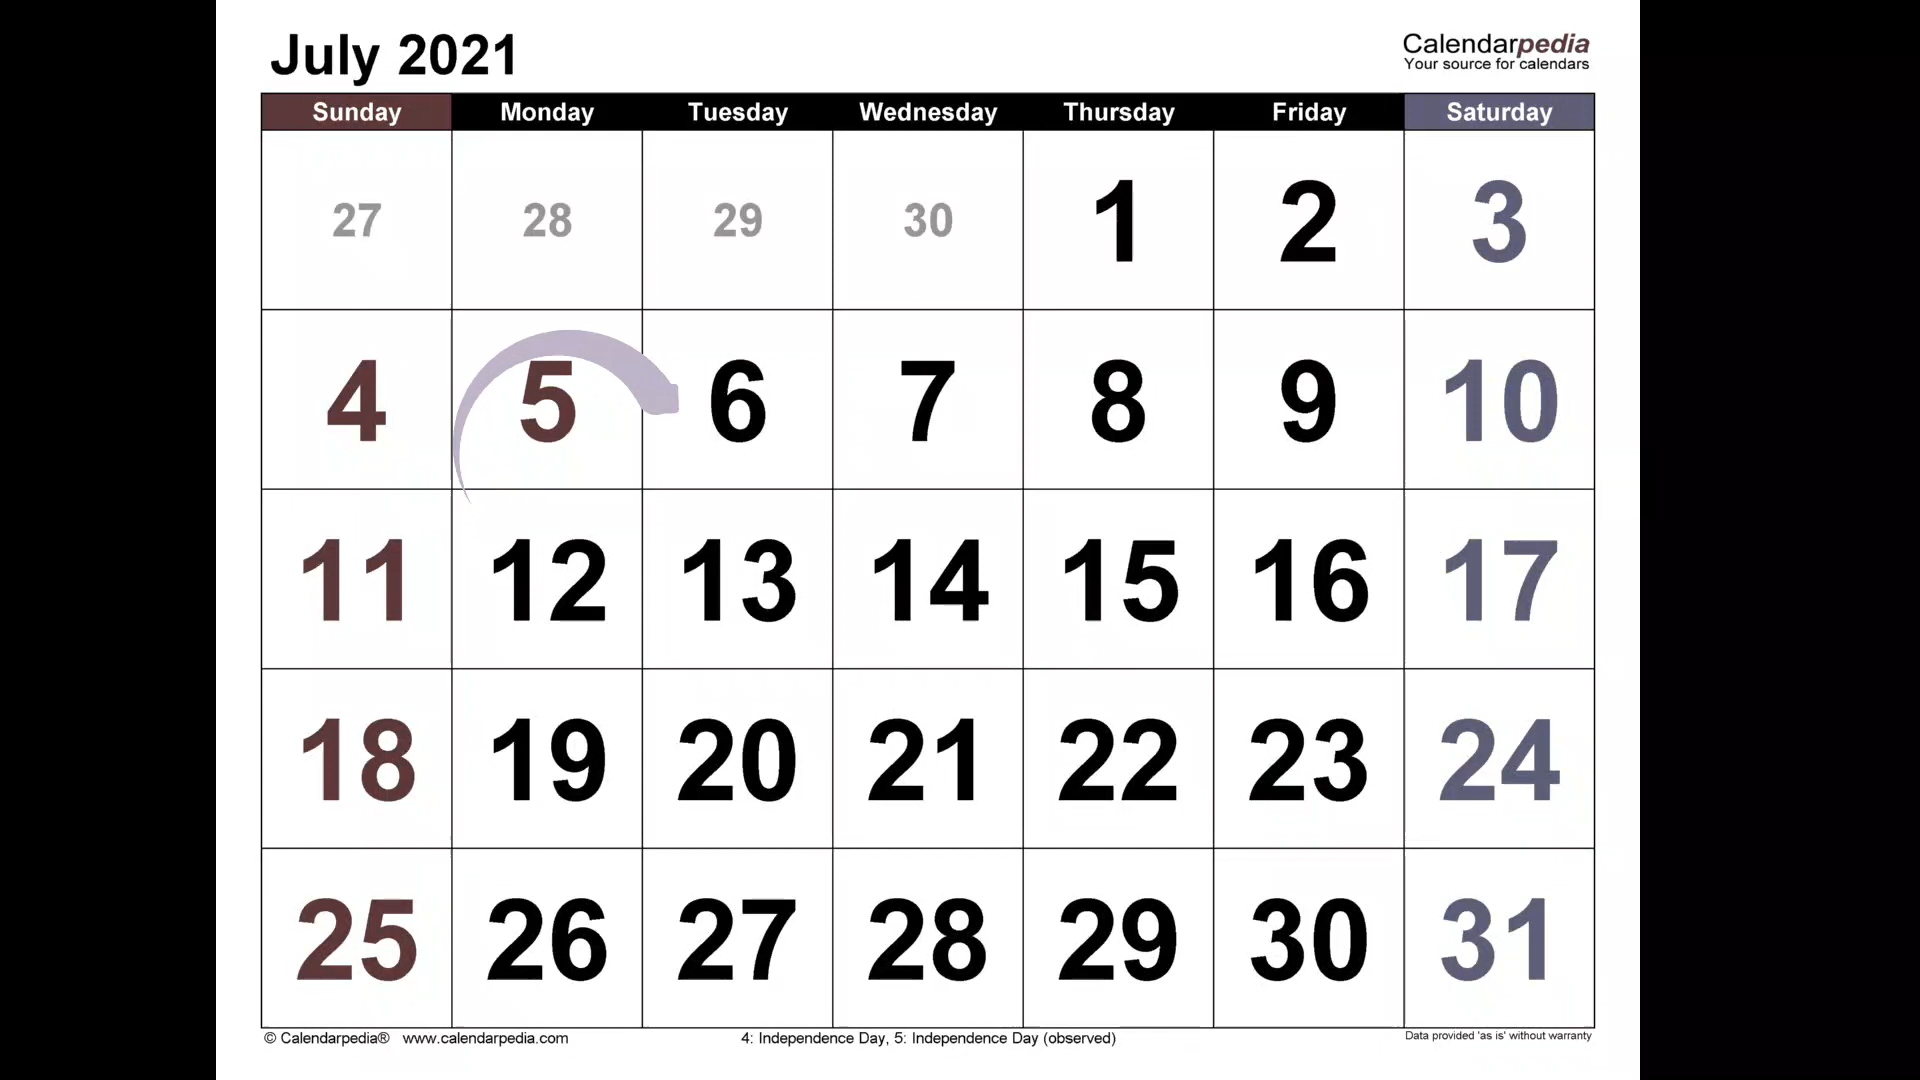 July 2021
Calendarpedia
Your source for calendars
Sunday Monday Tuesday Wednesday Thursday Friday Saturday
27 28 29 30 1 2 3
4 5 6 7 8 9 10
11 12 13 14 15 16 17
18 19 20 21 22 23 24
25 26 27 28 29 30 31
© Calendarpedia® www.calendarpedia.com 4: Independence Day, 5: Independence Day (observed) Data provided 'as is' without warranty